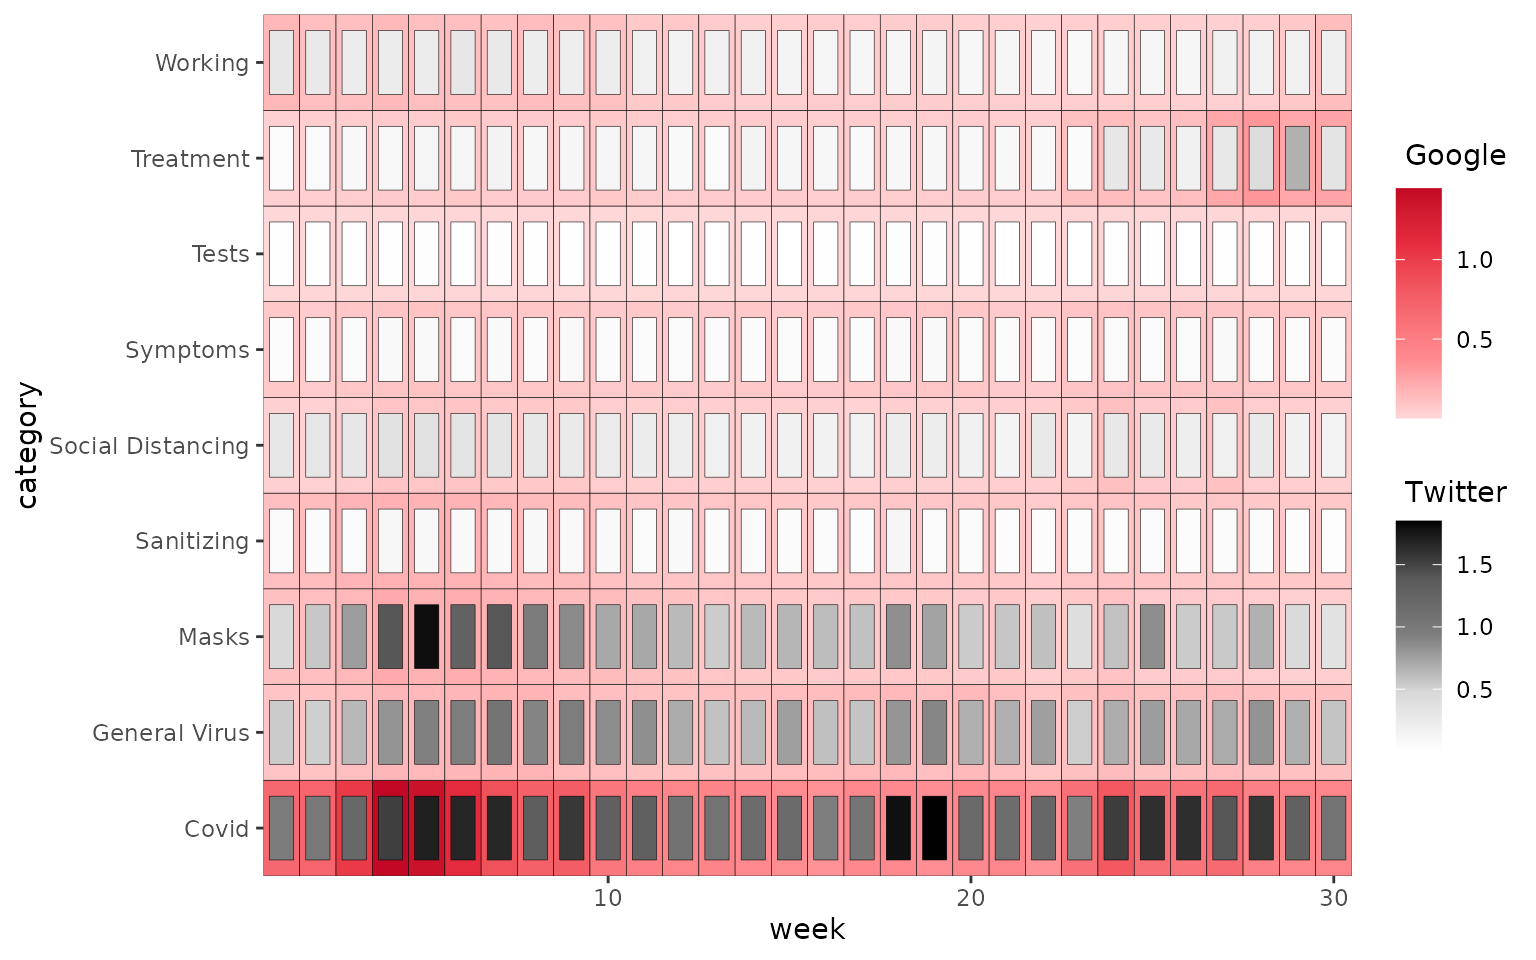 Working
Treatment
Tests
Symptoms
Social Distancing
Sanitizing
Masks
General Virus
Covid
category
10
20
30
week
Google
1.0
0.5
Twitter
1.5
1.0
0.5